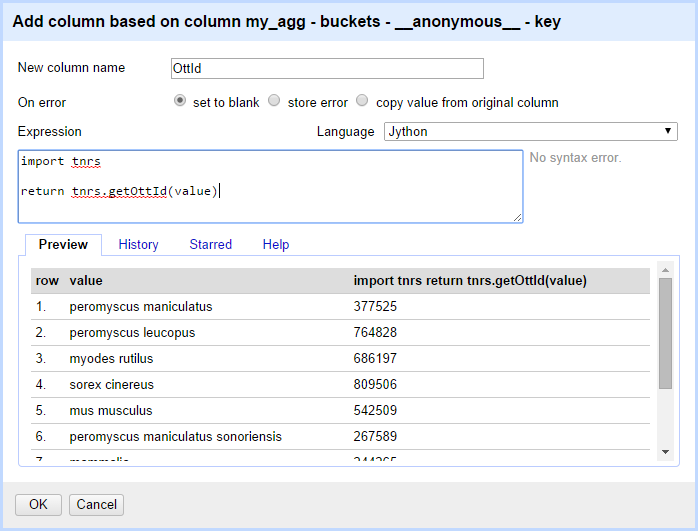 Add column based on column my_agg - buckets - __anonymous__ - key
New column name OttId
On error set to blank store error copy value from original column
Expression Language Jython
import tnrs No syntax error.
return tnrs.getOttId(value)
Preview History Starred Help
row value import tnrs return tnrs.getOttId(value)
1. peromyscus maniculatus 377525
2. peromyscus leucopus 764828
3. myodes rutilus 686197
4. sorex cinereus 809506
5. mus musculus 542509
6. peromyscus maniculatus sonoriensis 267589
7. mammalia 244265
OK Cancel